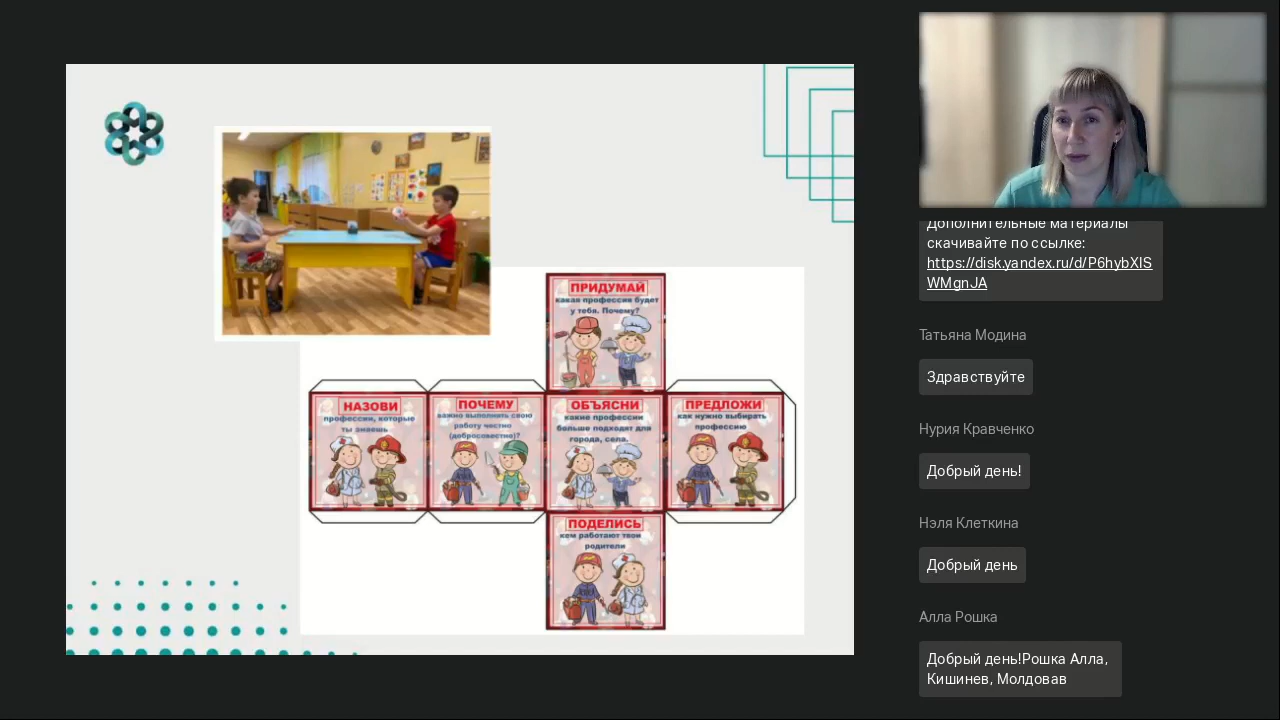 ПРИДУМАЙ
какая профессия будет
у тебя. Почему?
НАЗОВИ
профессии, которые
ты знаешь
ПОЧЕМУ
важно выполнять свою
работу честно
(добросовестно)?
ОБЪЯСНИ
какие профессии
больше подходят для
города, села.
ПРЕДЛОЖИ
как нужно выбирать
профессию
ПОДЕЛИСЬ
кем работают твои
родители
Дополнительные материалы
скачивайте по ссылке:
https://disk.yandex.ru/d/P6hybXIS
WMgnJA
Татьяна Модина
Здравствуйте
Нурия Кравченко
Добрый день!
Нэля Клеткина
Добрый день
Алла Рошка
Добрый день!Рошка Алла,
Кишинев, Молдовав